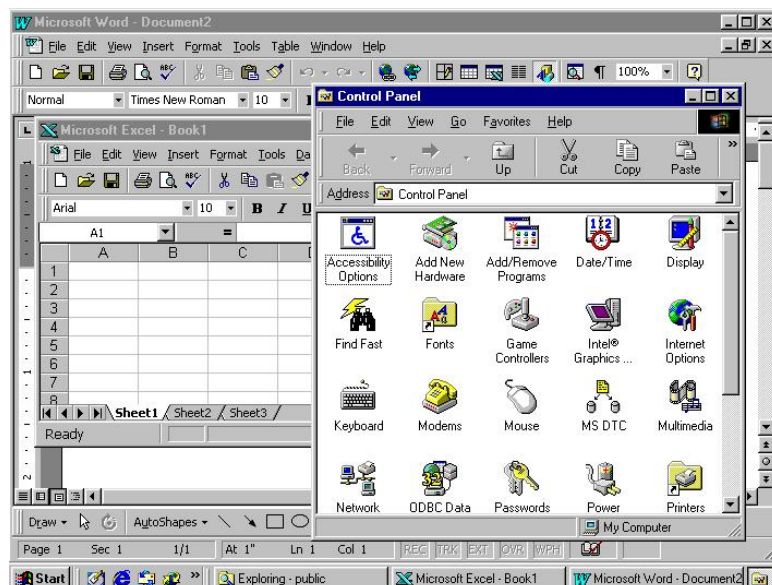 Microsoft Word - Document2
File Edit View Insert Format Tools Table Window Help
100%
Normal Times New Roman 10
Control Panel
File Edit View Go Favorites Help
Back Forward Up Cut Copy Paste
Address Control Panel
Accessibility Options
Add New Hardware
Add/Remove Programs
Date/Time
Display
Find Fast
Fonts
Game Controllers
Intel® Graphics ...
Internet Options
Keyboard
Modems
Mouse
MS DTC
Multimedia
Network
ODBC Data
Passwords
Power
Printers
My Computer
Microsoft Excel - Book1
File Edit View Insert Format Tools Da
Arial 10 B I U
A1 =
A B C
1
2
3
4
5
6
7
8
Sheet1 Sheet2 Sheet3
Ready
Draw AutoShapes
Page 1 Sec 1 1/1 At 1" Ln 1 Col 1 REC TRK EXT OVR WPH
Start Exploring - public Microsoft Excel - Book1 Microsoft Word - Document2